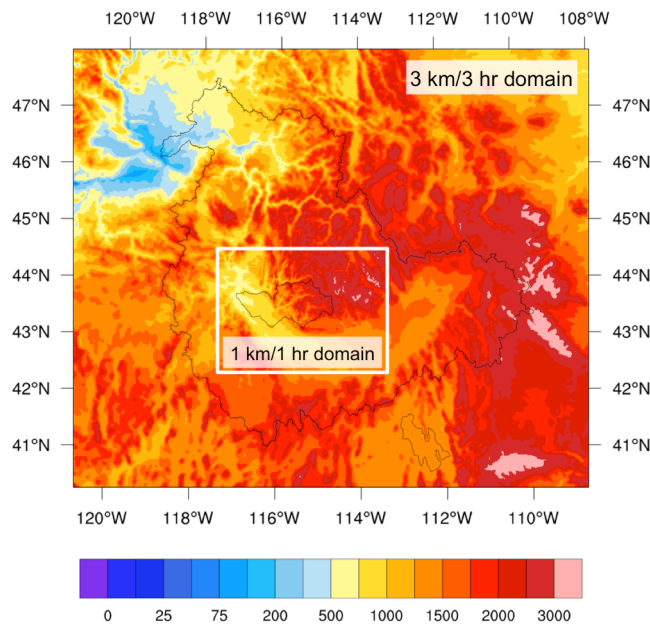 120°W 118°W 116°W 114°W 112°W 110°W 108°W
3 km/3 hr domain
47°N 47°N
46°N 46°N
45°N 45°N
44°N 44°N
43°N 43°N
1 km/1 hr domain
42°N 42°N
41°N 41°N
120°W 118°W 116°W 114°W 112°W 110°W
0 25 75 200 500 1000 1500 2000 3000